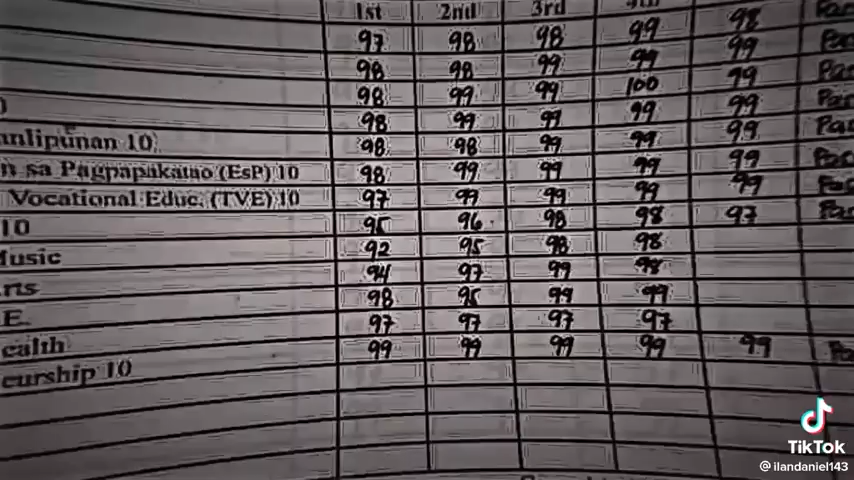 1st 2nd 3rd 4th
97 98 98 99 98
98 98 99 99 99
98 99 99 100 99
98 99 99 99 99
anlipunan 10 98 98 99 99 99
n sa Pagpapakatao (EsP) 10 98 99 99 99 99
Vocational Educ. (TVE) 10 97 99 99 99 99
10 95 96 98 98 97
Music 92 95 98 98
Arts 94 97 99 98
E. 98 95 99 99
ealth 97 97 97 97
eurship 10 99 99 99 99 99
TikTok
@ilandaniel143